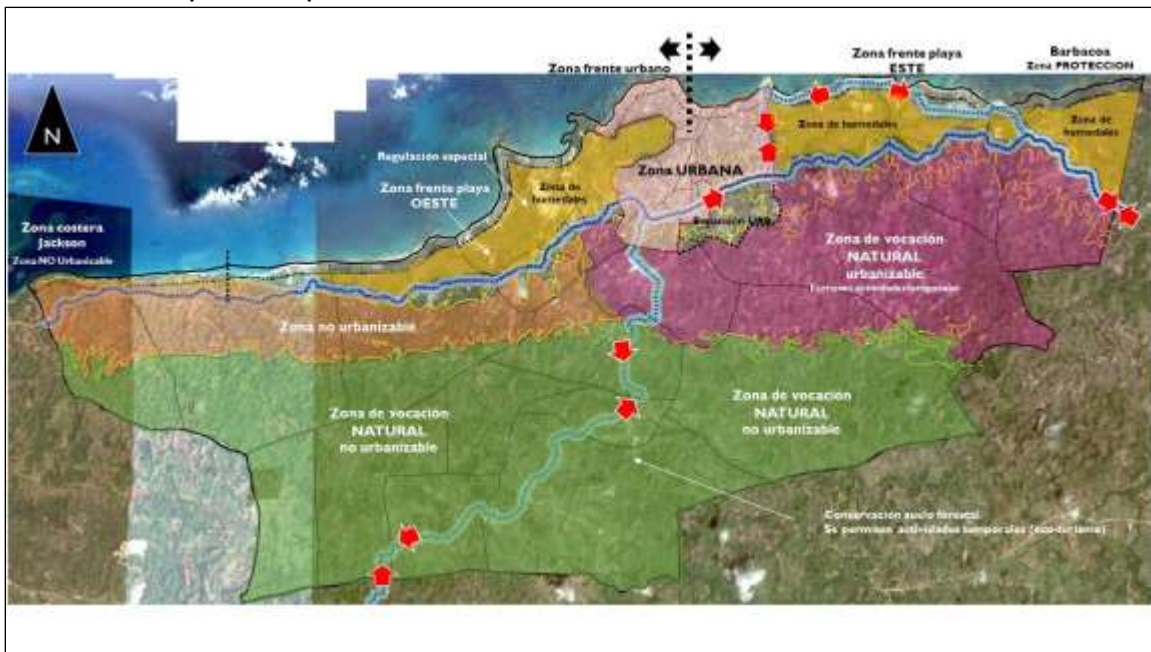 Zona frente urbano
Zona frente playa
ESTE
Barbacoa
Zona PROTECCION
N
Zona de humedales
Zona de
humedales
Regulación especial
Zona URBANA
Zona frente playa
OESTE
Zona de
humedales
Expansión URB.
Zona costera
Jackson
Zona NO Urbanizable
Zona de vocación
NATURAL
urbanizable
Zona no urbanizable
Zona de vocación
NATURAL
no urbanizable
Zona de vocación
NATURAL
no urbanizable
Conservación suelo forestal
Se permiten actividades temporales (eco-turismo)